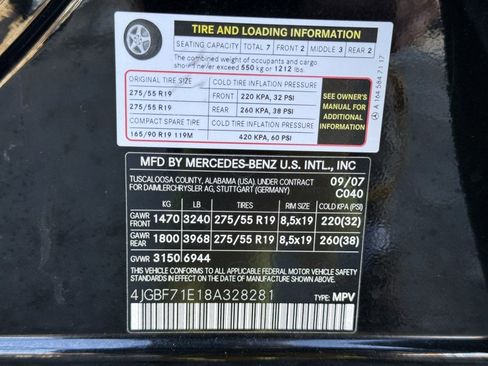 TIRE AND LOADING INFORMATION
SEATING CAPACITY | TOTAL 7 | FRONT 2 | MIDDLE 3 | REAR 2
The combined weight of occupants and cargo
should never exceed 550 kg or 1212 lbs.
ORIGINAL TIRE SIZE COLD TIRE INFLATION PRESSURE
275/55 R19 FRONT 220 KPA, 32 PSI
275/55 R19 REAR 260 KPA, 38 PSI
COMPACT SPARE TIRE COLD TIRE INFLATION PRESSURE
165/90 R19 119M 420 KPA, 60 PSI
SEE OWNER'S
MANUAL FOR
ADDITIONAL
INFORMATION
A 164 584 71 17
MFD BY MERCEDES-BENZ U.S. INTL., INC
TUSCALOOSA COUNTY, ALABAMA (USA). UNDER CONTRACT
FOR DAIMLERCHRYSLER AG, STUTTGART (GERMANY)
09/07
C040
KG LB TIRES RIM SIZE COLD KPA (PSI)
GAWR FRONT 1470 3240 275/55 R19 8,5x19 220(32)
GAWR REAR 1800 3968 275/55 R19 8,5x19 260(38)
GVWR 3150 6944
THIS VEHICLE CONFORMS TO ALL APPLICABLE FEDERAL MOTOR VEHICLE SAFETY
STANDARDS IN EFFECT ON THE DATE OF MANUFACTURE SHOWN ABOVE.
4JGBF71E18A328281 TYPE: MPV